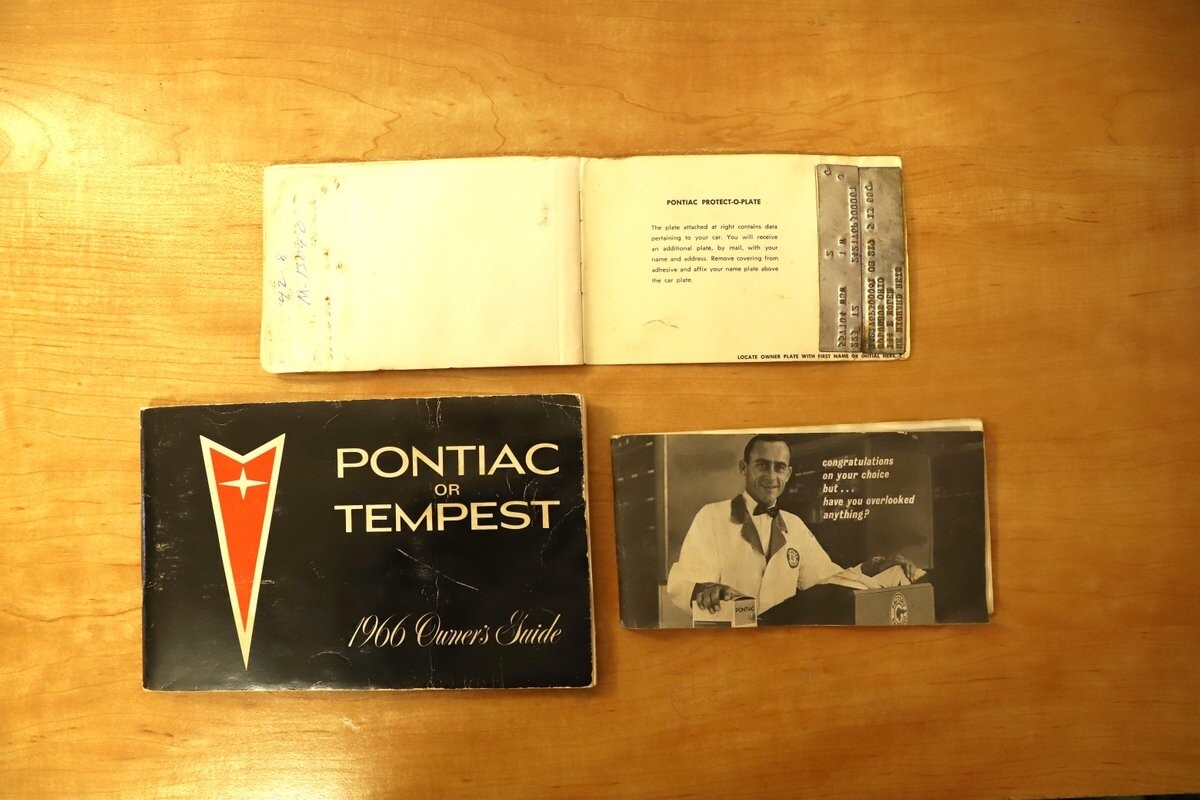 PONTIAC PROTECT-O-PLATE
The plate attached at right contains data
pertaining to your car. You will receive
an additional plate, by mail, with your
name and address. Remove covering from
adhesive and affix your name plate above
the car plate.
LOCATE OWNER PLATE WITH FIRST NAME OR INITIAL HERE
PONTIAC
OR
TEMPEST
1966 Owner's Guide
congratulations
on your choice
but...
have you overlooked
anything?
PONTIAC